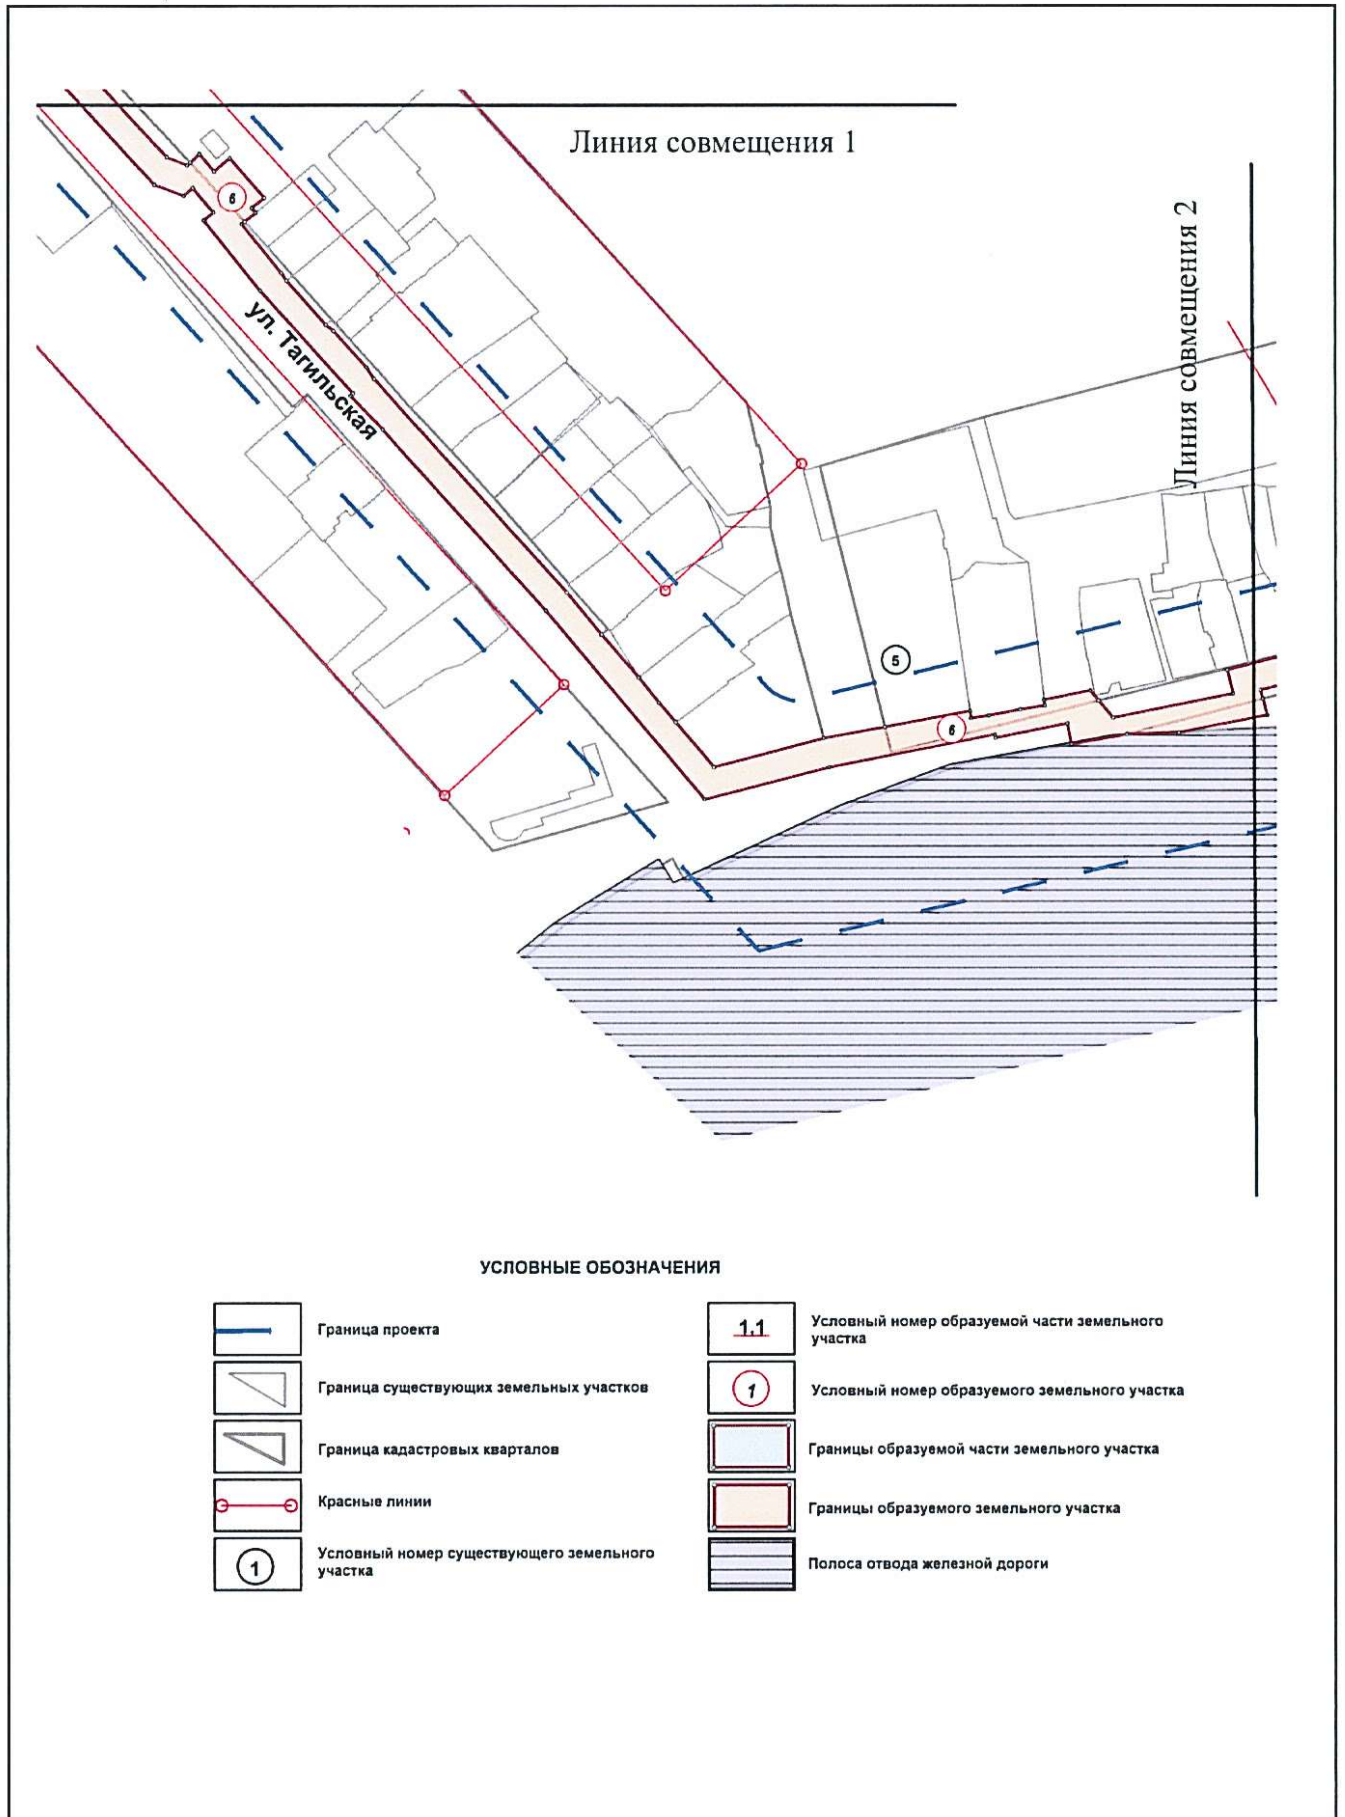 Линия совмещения 1
Линия совмещения 2
6
ул. Тагильская
5
6
УСЛОВНЫЕ ОБОЗНАЧЕНИЯ
Граница проекта
Граница существующих земельных участков
Граница кадастровых кварталов
Красные линии
1
Условный номер существующего земельного
участка
1.1
Условный номер образуемой части земельного
участка
1
Условный номер образуемого земельного участка
Границы образуемой части земельного участка
Границы образуемого земельного участка
Полоса отвода железной дороги